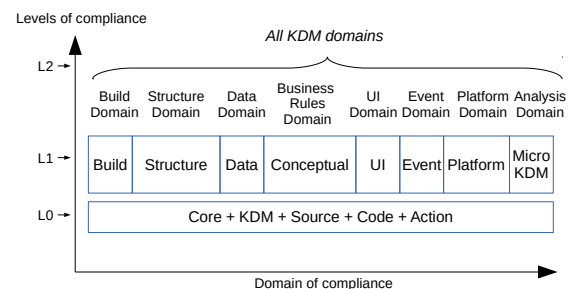 Levels of compliance
All KDM domains
L2
Build Domain
Structure Domain
Data Domain
Business Rules Domain
UI Domain
Event Domain
Platform Domain
Analysis Domain
L1
Build
Structure
Data
Conceptual
UI
Event
Platform
Micro KDM
L0
Core + KDM + Source + Code + Action
Domain of compliance